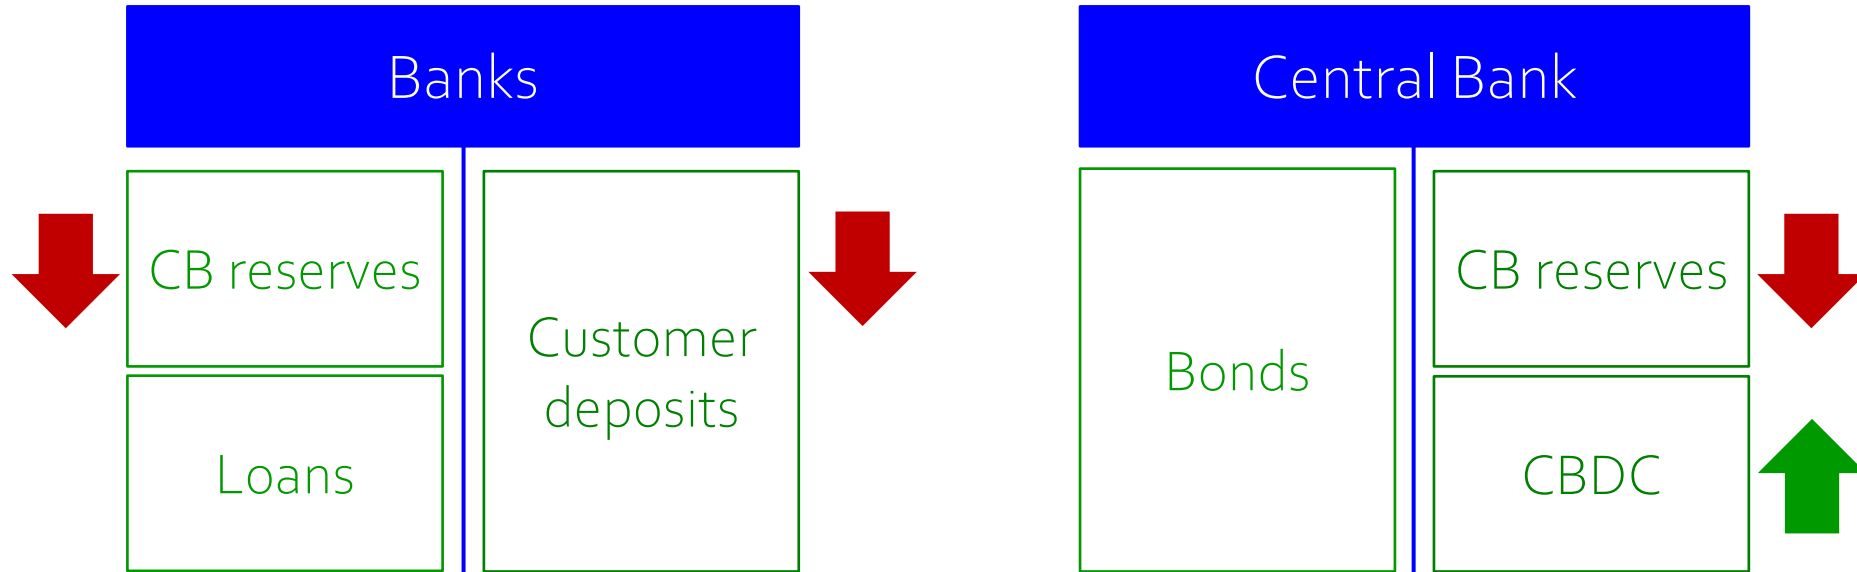 Banks
CB reserves
Loans
Customer
deposits
Central Bank
Bonds
CB reserves
CBDC